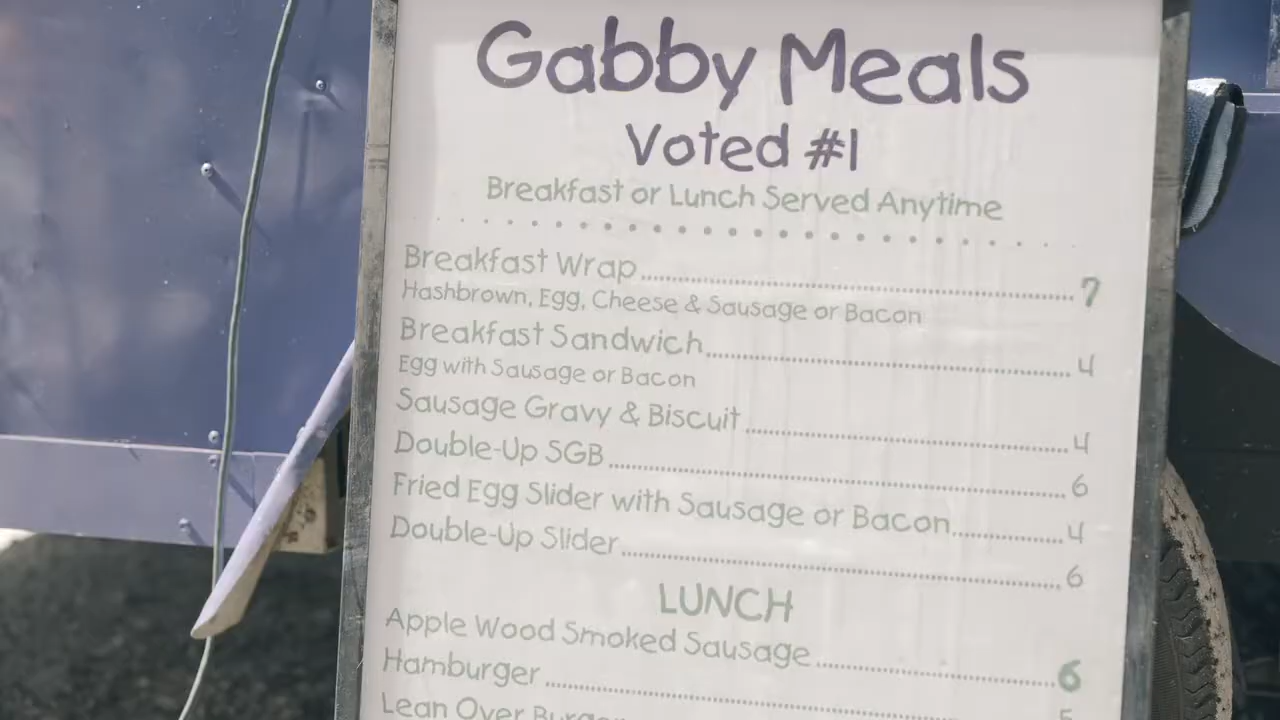 Gabby Meals
Voted #1
Breakfast or Lunch Served Anytime
Breakfast Wrap 7
Hashbrown, Egg, Cheese & Sausage or Bacon
Breakfast Sandwich 4
Egg with Sausage or Bacon
Sausage Gravy & Biscuit 4
Double-Up SGB 6
Fried Egg Slider with Sausage or Bacon 4
Double-Up Slider 6
LUNCH
Apple Wood Smoked Sausage 6
Hamburger
Lean Over